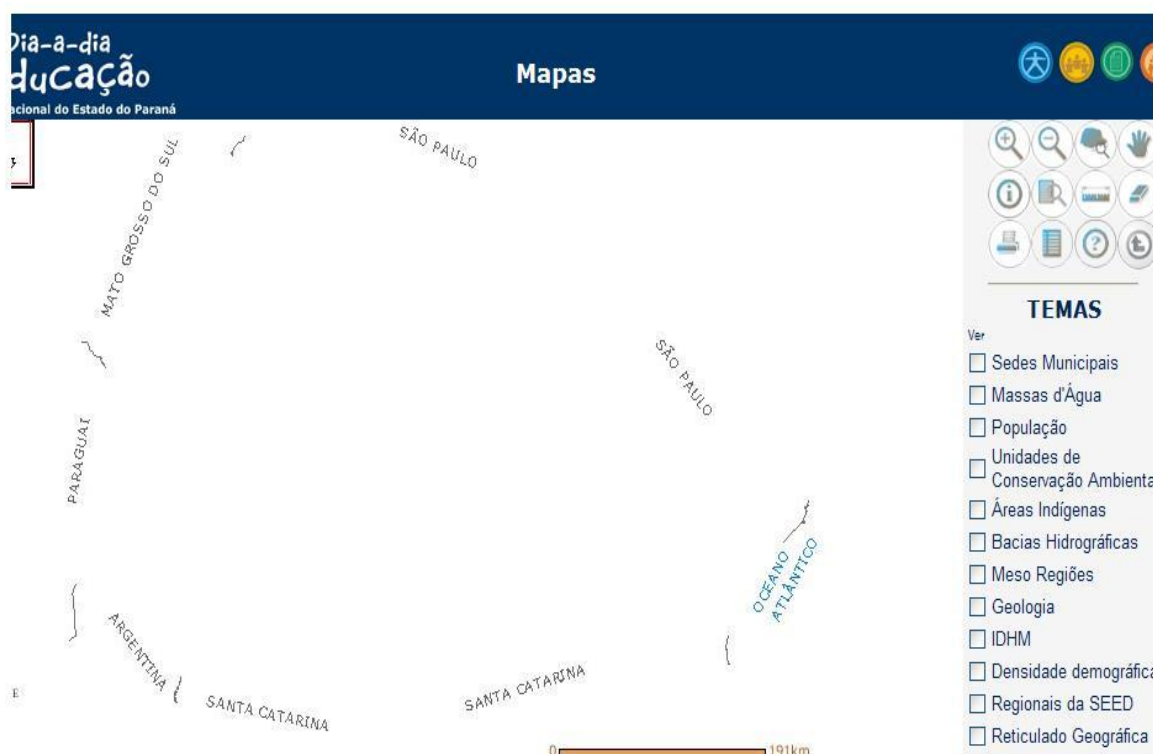 Dia-a-dia
ducação
acional do Estado do Paraná
Mapas
MATO GROSSO DO SUL
SÃO PAULO
SÃO PAULO
PARAGUAI
OCEANO
ATLÂNTICO
ARGENTINA
SANTA CATARINA
SANTA CATARINA
E
0
191km
TEMAS
Ver
Sedes Municipais
Massas d'Água
População
Unidades de
Conservação Ambienta
Áreas Indígenas
Bacias Hidrográficas
Meso Regiões
Geologia
IDHM
Densidade demográfica
Regionais da SEED
Reticulado Geográfica